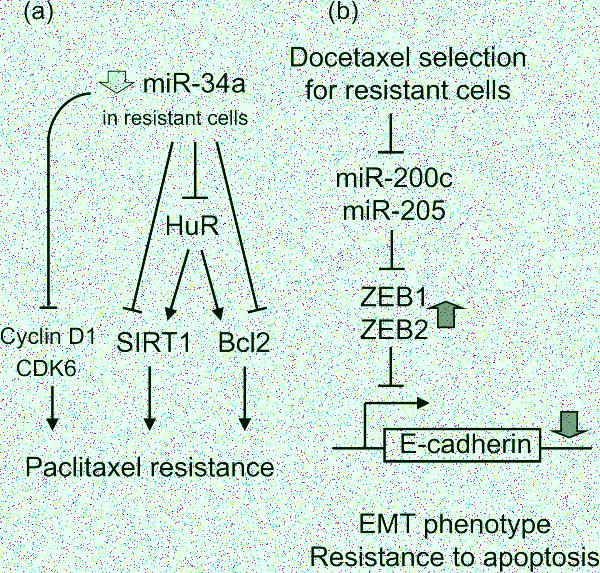 (a)
miR-34a
in resistant cells
HuR
Cyclin D1
CDK6
SIRT1
Bcl2
Paclitaxel resistance
(b)
Docetaxel selection
for resistant cells
miR-200c
miR-205
ZEB1
ZEB2
E-cadherin
EMT phenotype
Resistance to apoptosis